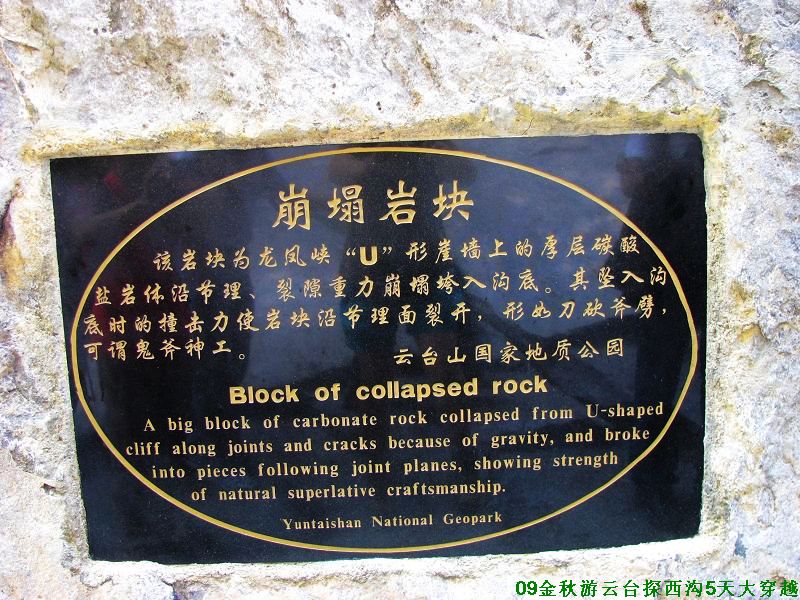 崩塌岩块
该岩块为龙凤峡“U”形崖墙上的厚层碳酸
盐岩体沿节理、裂隙重力崩塌垮入沟底。其坠入沟
底时的撞击力使岩块沿节理面裂开，形如刀砍斧劈，
可谓鬼斧神工。
云台山国家地质公园
Block of collapsed rock
A big block of carbonate rock collapsed from U-shaped
cliff along joints and cracks because of gravity, and broke
into pieces following joint planes, showing strength
of natural superlative craftsmanship.
Yuntaishan National Geopark
09金秋游云台探西沟5天大穿越